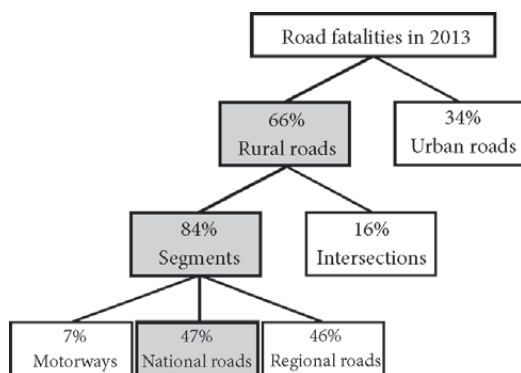 Road fatalities in 2013
66%
Rural roads
34%
Urban roads
84%
Segments
16%
Intersections
7%
Motorways
47%
National roads
46%
Regional roads